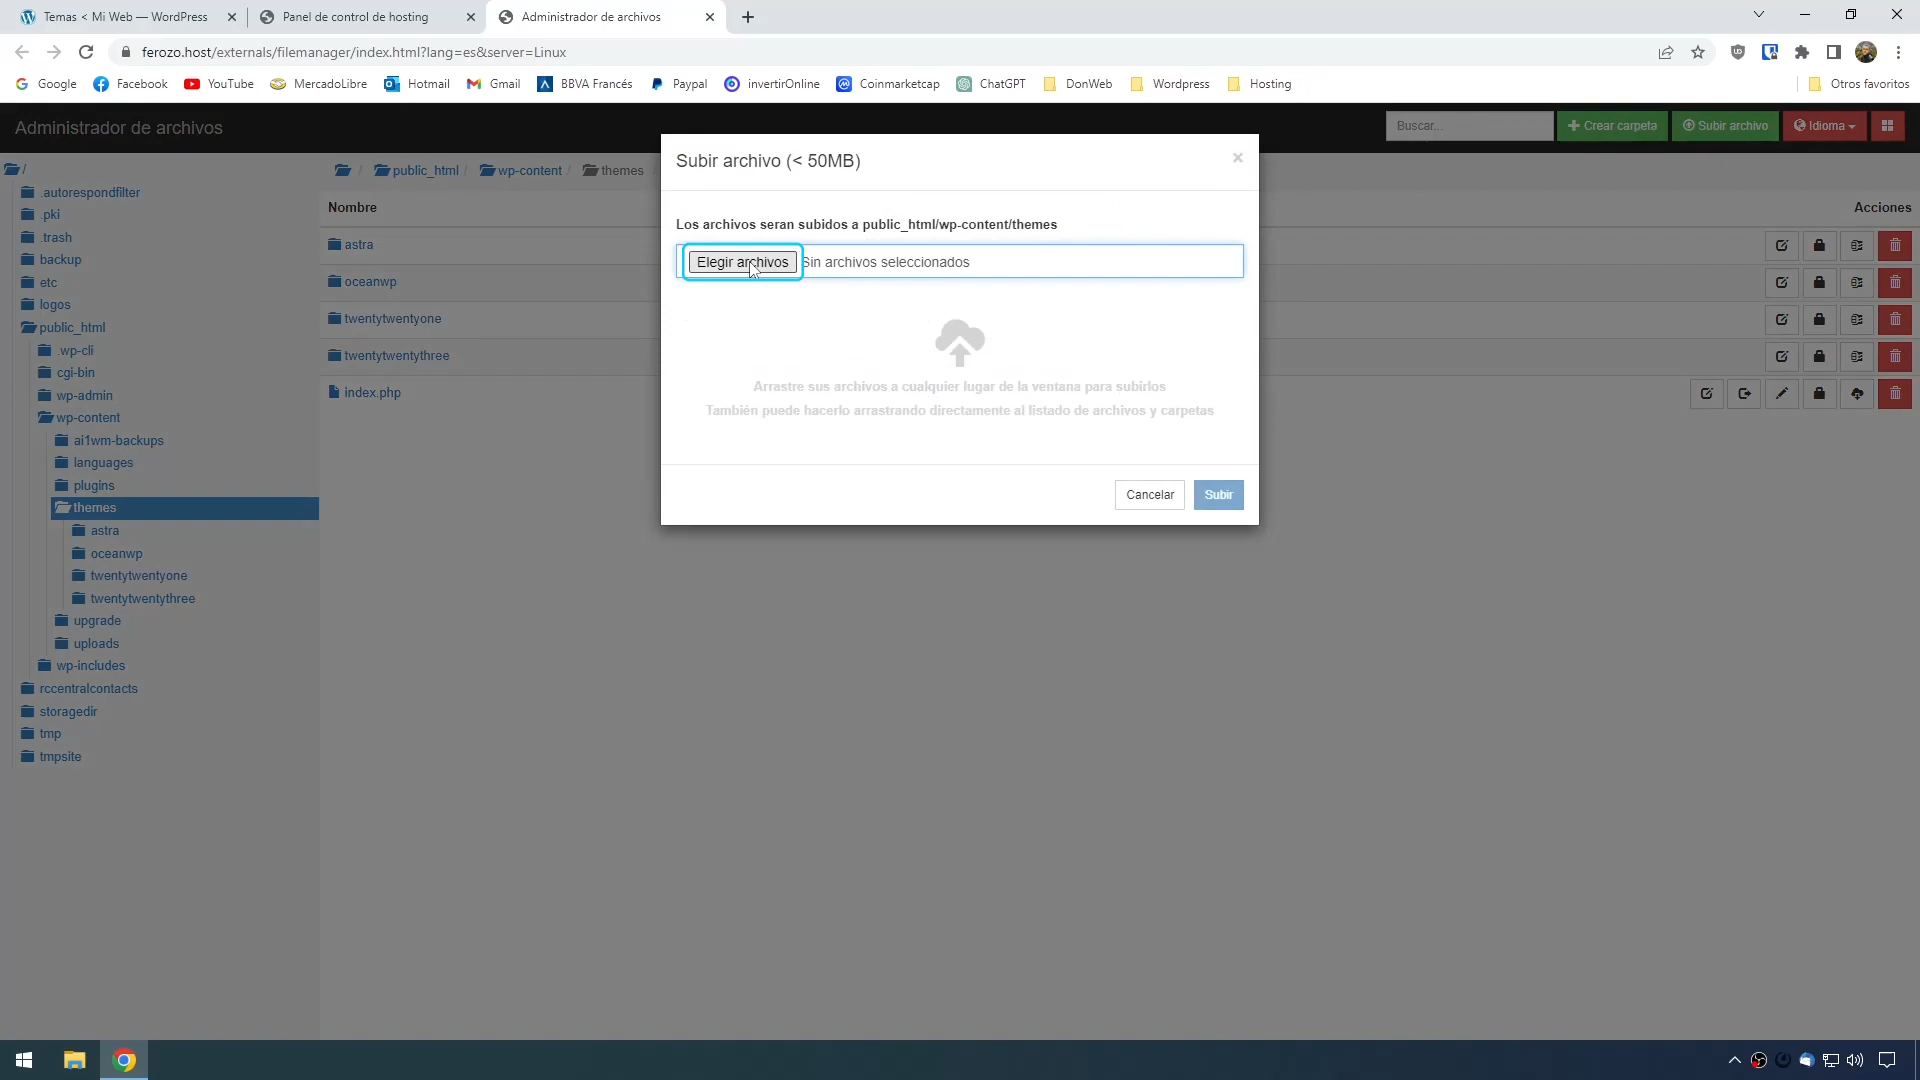 Temas < Mi Web — WordPress
Panel de control de hosting
Administrador de archivos
ferozo.host/externals/filemanager/index.html?lang=es&server=Linux
Google
Facebook
YouTube
MercadoLibre
Hotmail
Gmail
BBVA Francés
Paypal
invertirOnline
Coinmarketcap
ChatGPT
DonWeb
Wordpress
Hosting
Otros favoritos
Administrador de archivos
Buscar...
Crear carpeta
Subir archivo
Idioma
/
.autorespondfilter
.pki
.trash
backup
etc
logos
public_html
.wp-cli
cgi-bin
wp-admin
wp-content
ai1wm-backups
languages
plugins
themes
astra
oceanwp
twentytwentyone
twentytwentythree
upgrade
uploads
wp-includes
rccentralcontacts
storagedir
tmp
tmpsite
/ public_html / wp-content / themes
Nombre
Acciones
astra
oceanwp
twentytwentyone
twentytwentythree
index.php
Subir archivo (< 50MB)
×
Los archivos seran subidos a public_html/wp-content/themes
Elegir archivos
Sin archivos seleccionados
Arrastre sus archivos a cualquier lugar de la ventana para subirlos
También puede hacerlo arrastrando directamente al listado de archivos y carpetas
Cancelar
Subir